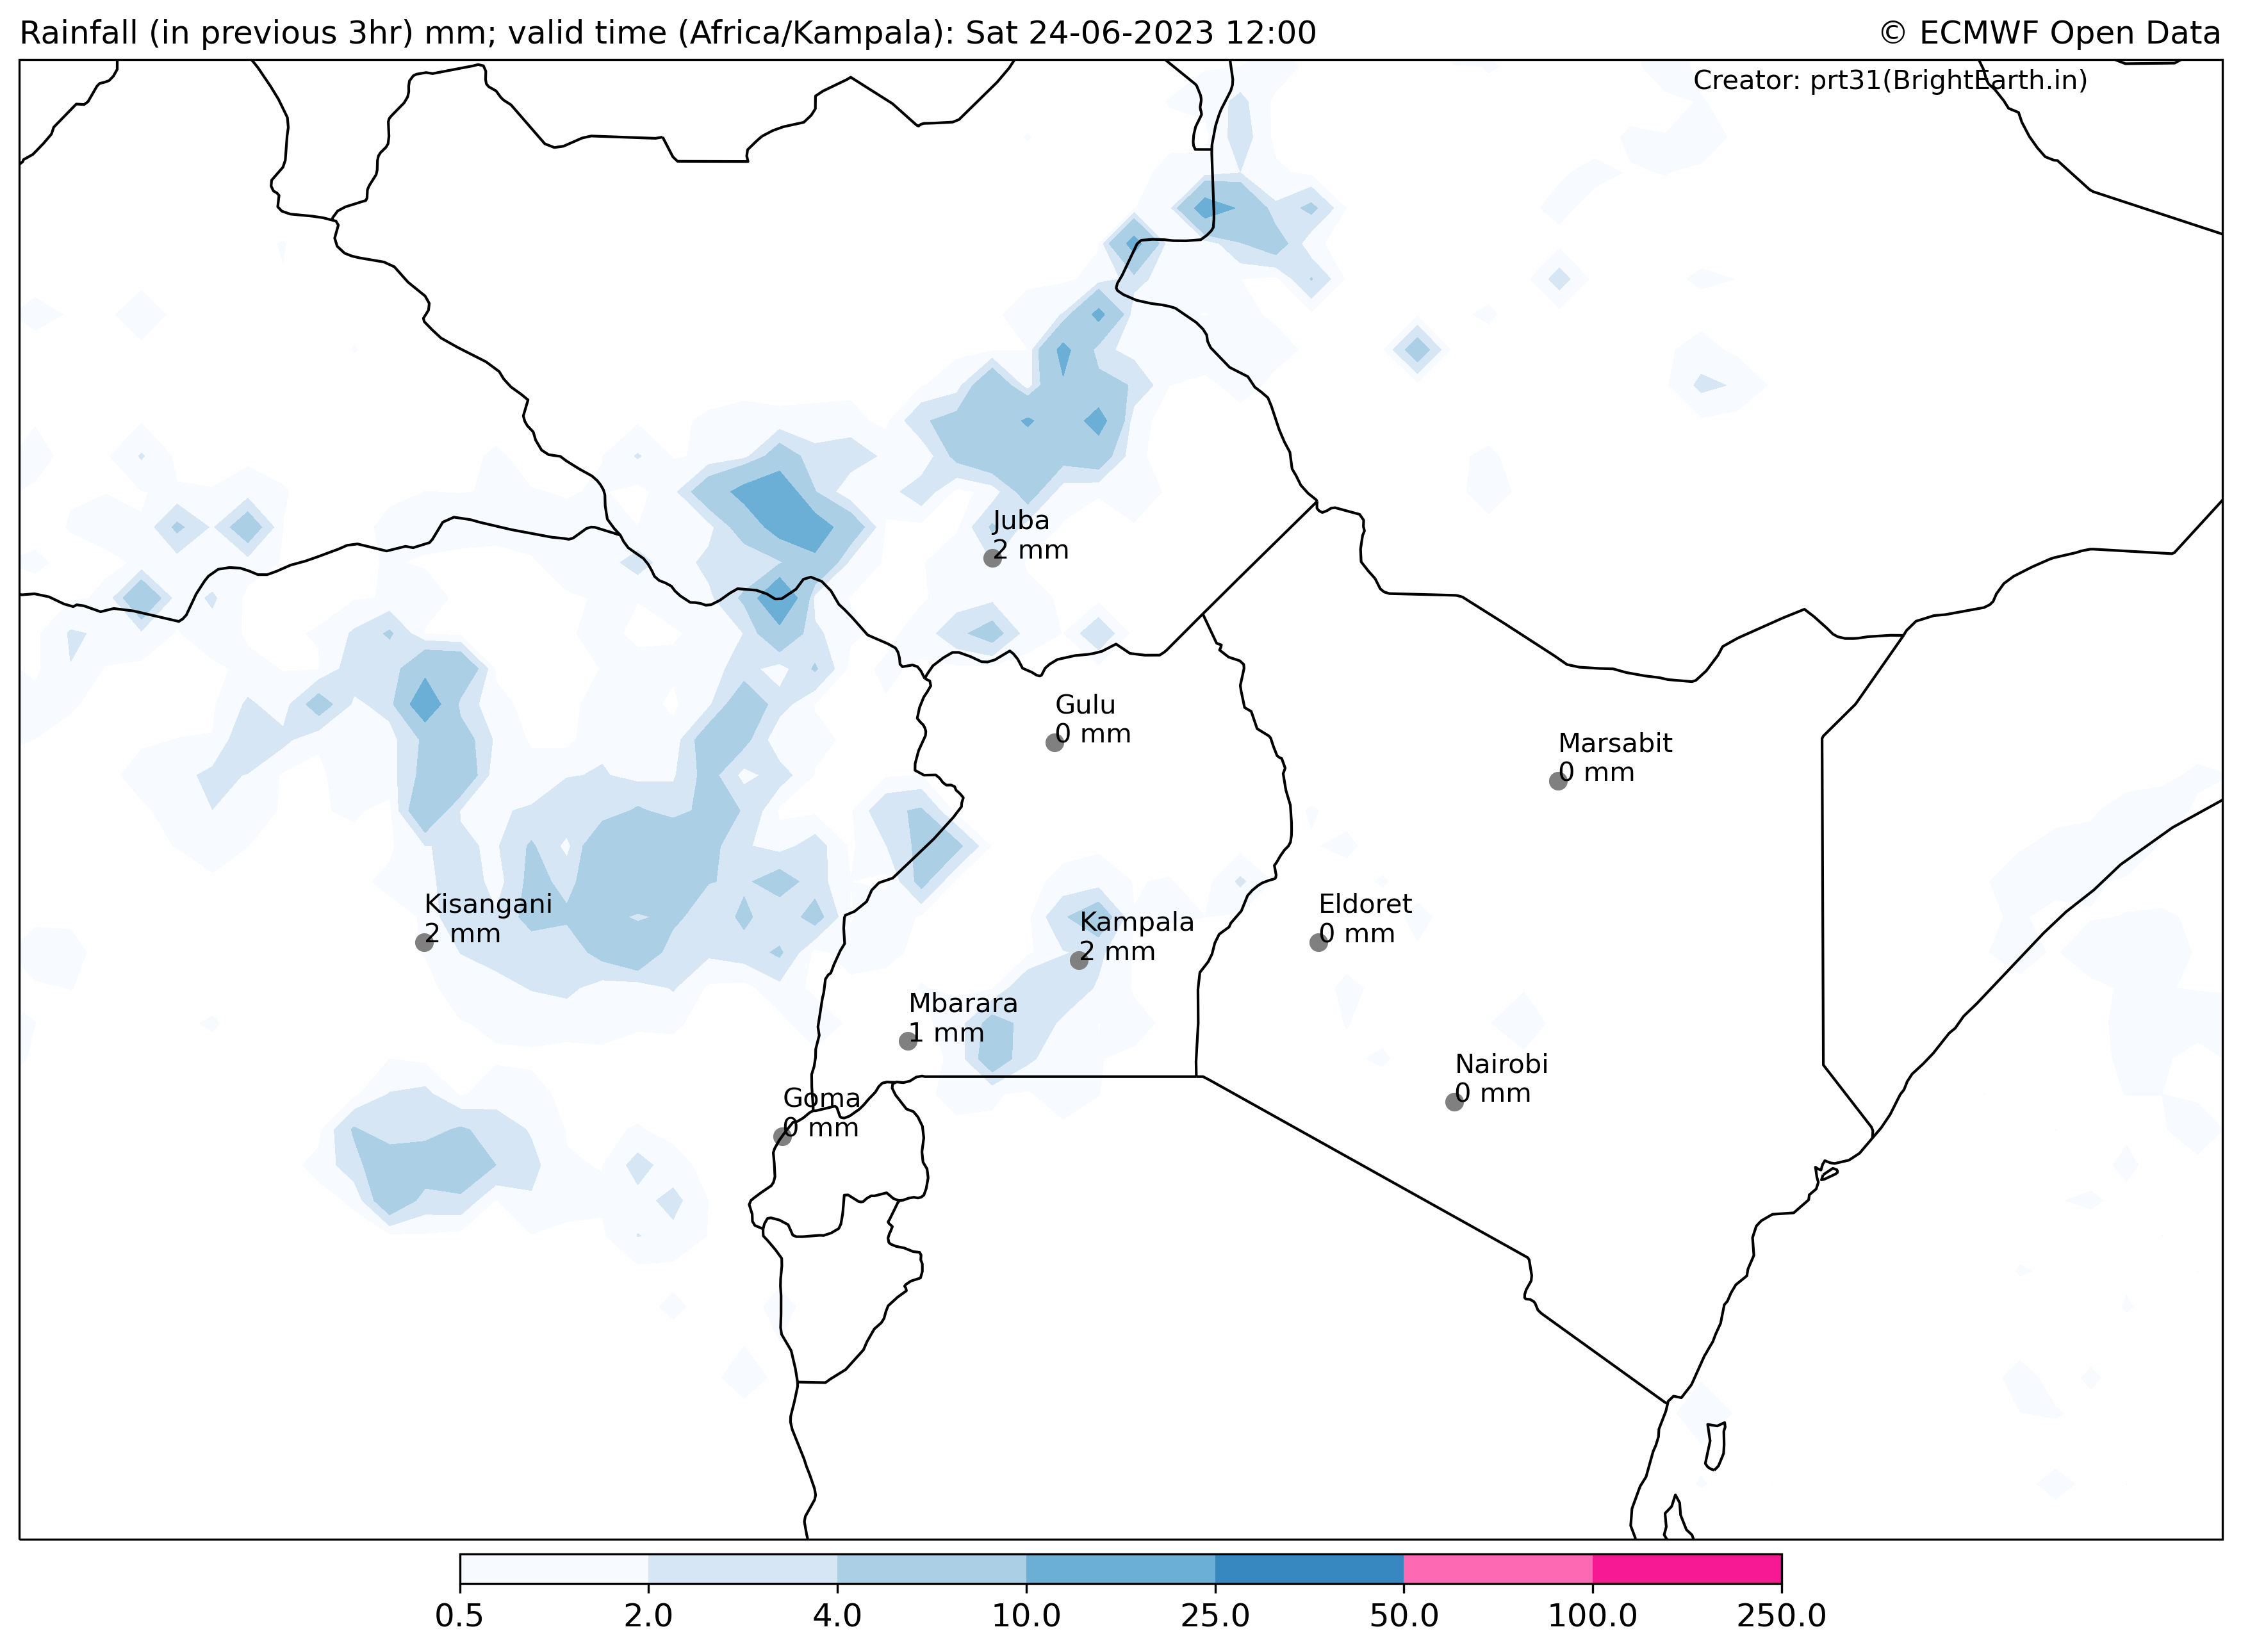 Rainfall (in previous 3hr) mm; valid time (Africa/Kampala): Sat 24-06-2023 12:00
© ECMWF Open Data
Creator: prt31(BrightEarth.in)
Juba
2 mm
Gulu
0 mm
Marsabit
0 mm
Kisangani
2 mm
Kampala
2 mm
Eldoret
0 mm
Mbarara
1 mm
Nairobi
0 mm
Goma
0 mm
0.5 2.0 4.0 10.0 25.0 50.0 100.0 250.0